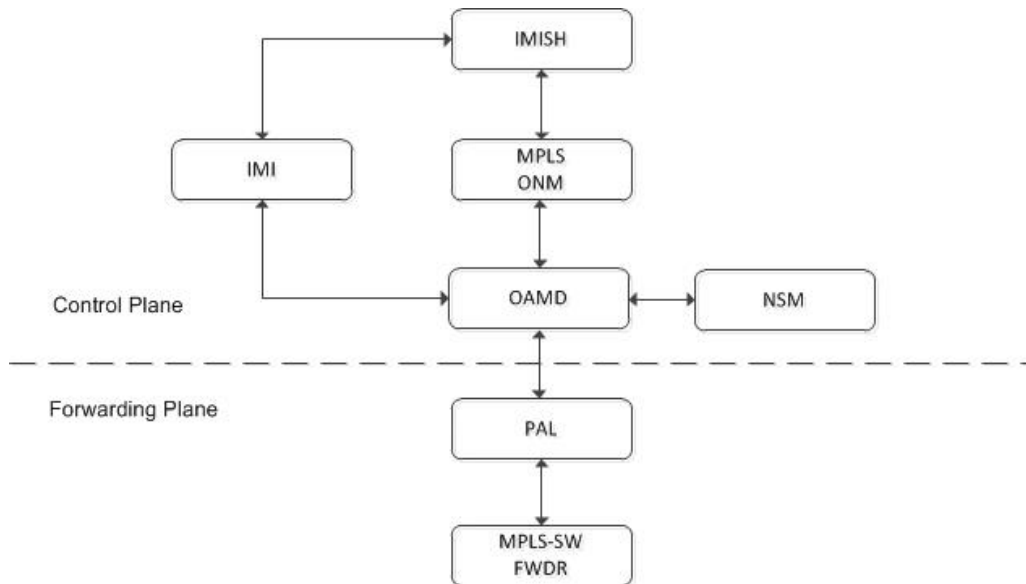 IMISH
IMI
MPLS
ONM
OAMD
NSM
Control Plane
Forwarding Plane
PAL
MPLS-SW
FWDR